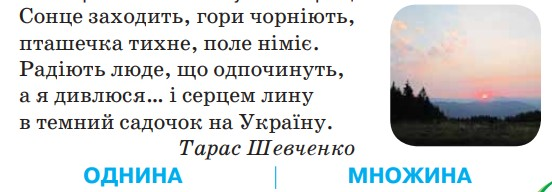 Сонце заходить, гори чорніють,
пташечка тихне, поле німіє.
Радіють люде, що одпочинуть,
а я дивлюся... і серцем лину
в темний садочок на Україну.
Тарас Шевченко
ОДНИНА | МНОЖИНА